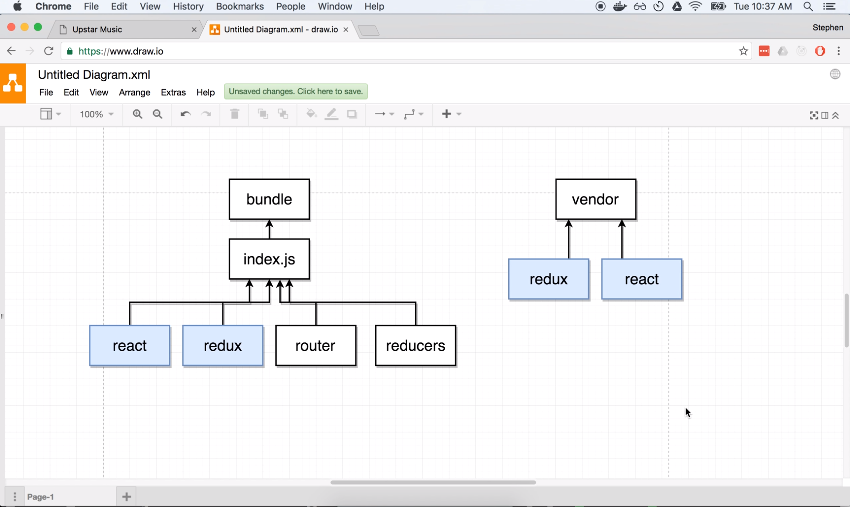 Chrome File Edit View History Bookmarks People Window Help Tue 10:37 AM
Upstar Music Untitled Diagram.xml - draw.io Stephen
https://www.draw.io
Untitled Diagram.xml
File Edit View Arrange Extras Help Unsaved changes. Click here to save.
100%
bundle
vendor
index.js
redux
react
react
redux
router
reducers
Page-1